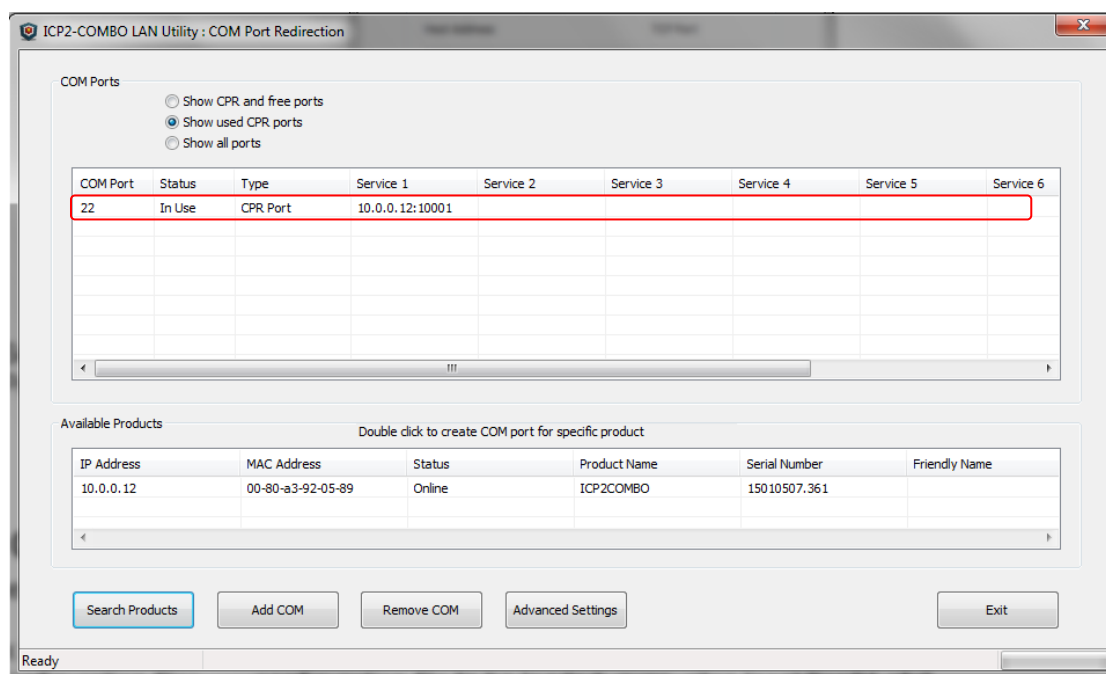 ICP2-COMBO LAN Utility : COM Port Redirection
COM Ports
Show CPR and free ports
Show used CPR ports
Show all ports
COM Port Status Type Service 1 Service 2 Service 3 Service 4 Service 5 Service 6
22 In Use CPR Port 10.0.0.12:10001
Available Products
Double click to create COM port for specific product
IP Address MAC Address Status Product Name Serial Number Friendly Name
10.0.0.12 00-80-a3-92-05-89 Online ICP2COMBO 15010507.361
Search Products Add COM Remove COM Advanced Settings Exit
Ready